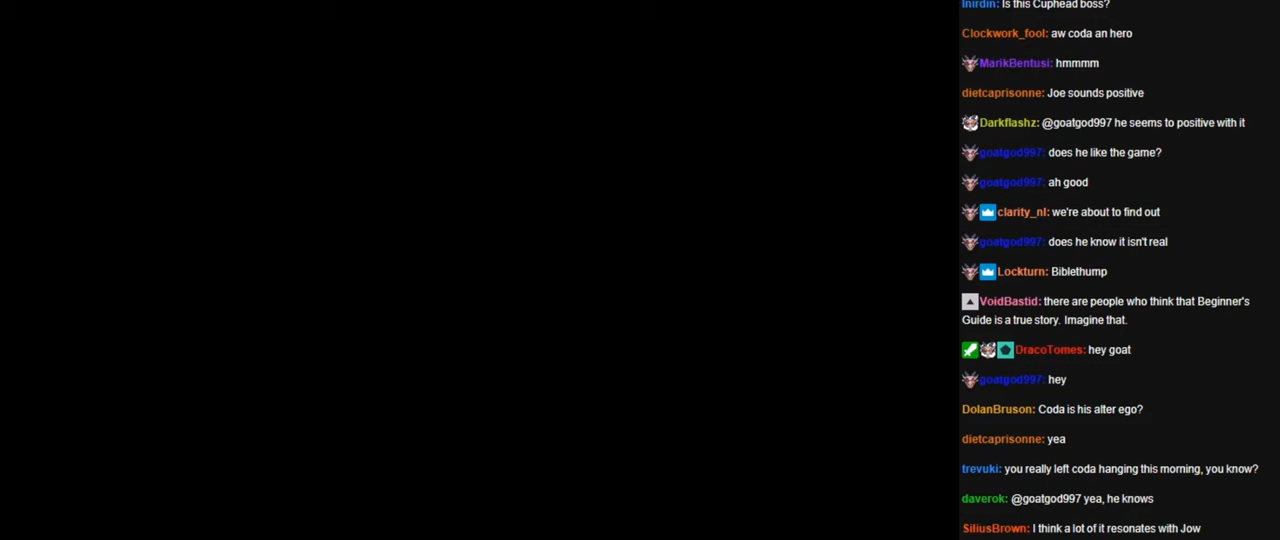 Inirdin: Is this Cuphead boss?
Clockwork_fool: aw coda an hero
MarikBentusi: hmmmm
dietcaprisonne: Joe sounds positive
Darkflashz: @goatgod997 he seems to positive with it
goatgod997: does he like the game?
goatgod997: ah good
clarity_nl: we're about to find out
goatgod997: does he know it isn't real
Lockturn: Biblethump
VoidBastid: there are people who think that Beginner's
Guide is a true story. Imagine that.
DracoTomes: hey goat
goatgod997: hey
DolanBruson: Coda is his alter ego?
dietcaprisonne: yea
trevuki: you really left coda hanging this morning, you know?
daverok: @goatgod997 yea, he knows
SiliusBrown: I think a lot of it resonates with Jow